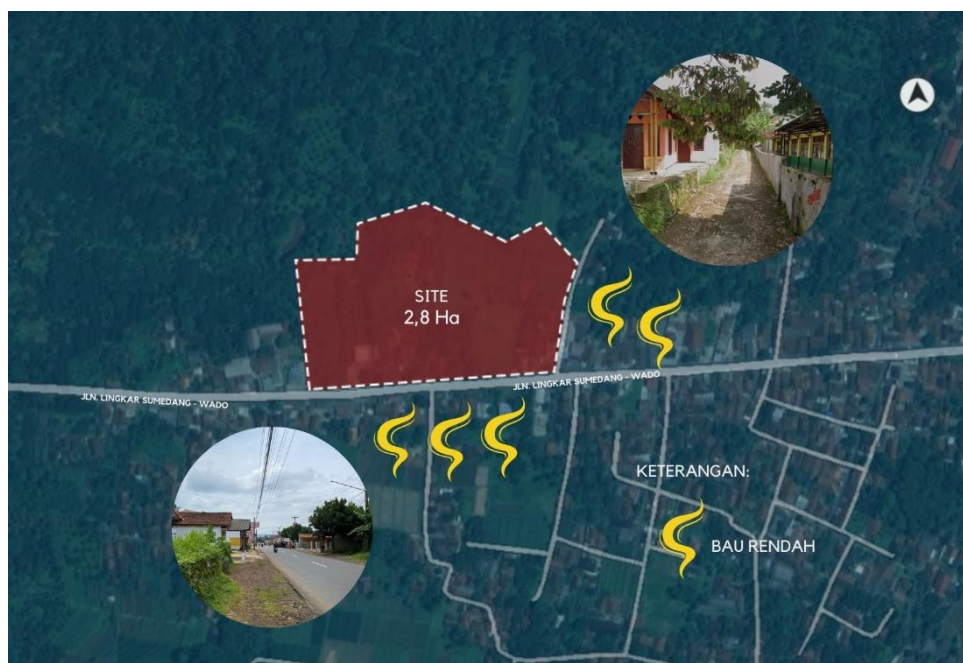 SITE
2,8 Ha
JLN. LINGKAR SUMEDANG - WADO
JLN. LINGKAR SUMEDANG - WADO
KETERANGAN:
BAU RENDAH